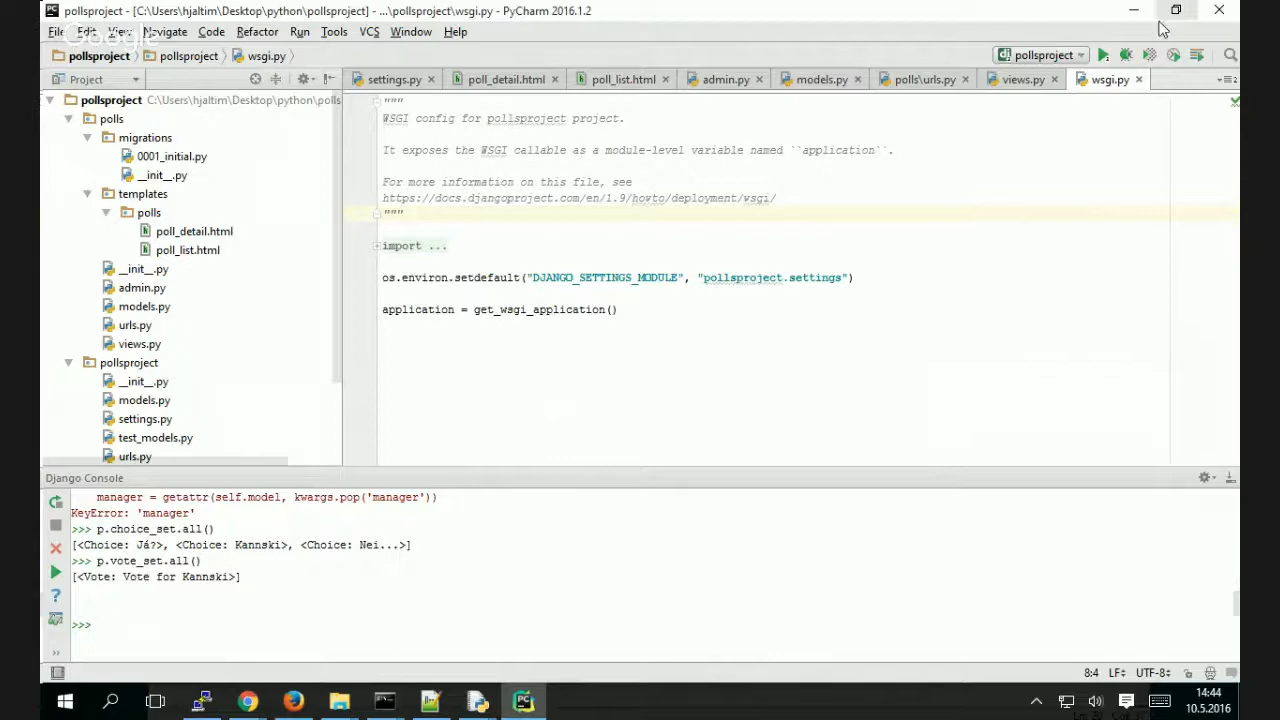 pollsproject - [C:\Users\hjaltim\Desktop\python\pollsproject] - ...\pollsproject\wsgi.py - PyCharm 2016.1.2
File Edit View Navigate Code Refactor Run Tools VCS Window Help
Google
pollsproject pollsproject wsgi.py
pollsproject
Project
settings.py poll_detail.html poll_list.html admin.py models.py polls\urls.py views.py wsgi.py
pollsproject C:\Users\hjaltim\Desktop\python\polls
polls
migrations
0001_initial.py
__init__.py
templates
polls
poll_detail.html
poll_list.html
__init__.py
admin.py
models.py
urls.py
views.py
pollsproject
__init__.py
models.py
settings.py
test_models.py
urls.py
"""
WSGI config for pollsproject project.
It exposes the WSGI callable as a module-level variable named ``application``.
For more information on this file, see
https://docs.djangoproject.com/en/1.9/howto/deployment/wsgi/
"""
import ...
os.environ.setdefault("DJANGO_SETTINGS_MODULE", "pollsproject.settings")
application = get_wsgi_application()
Django Console
manager = getattr(self.model, kwargs.pop('manager'))
KeyError: 'manager'
>>> p.choice_set.all()
[<Choice: Já?>, <Choice: Kannski>, <Choice: Nei...>]
>>> p.vote_set.all()
[<Vote: Vote for Kannski>]
>>>
8:4 LF÷ UTF-8÷
14:44
10.5.2016